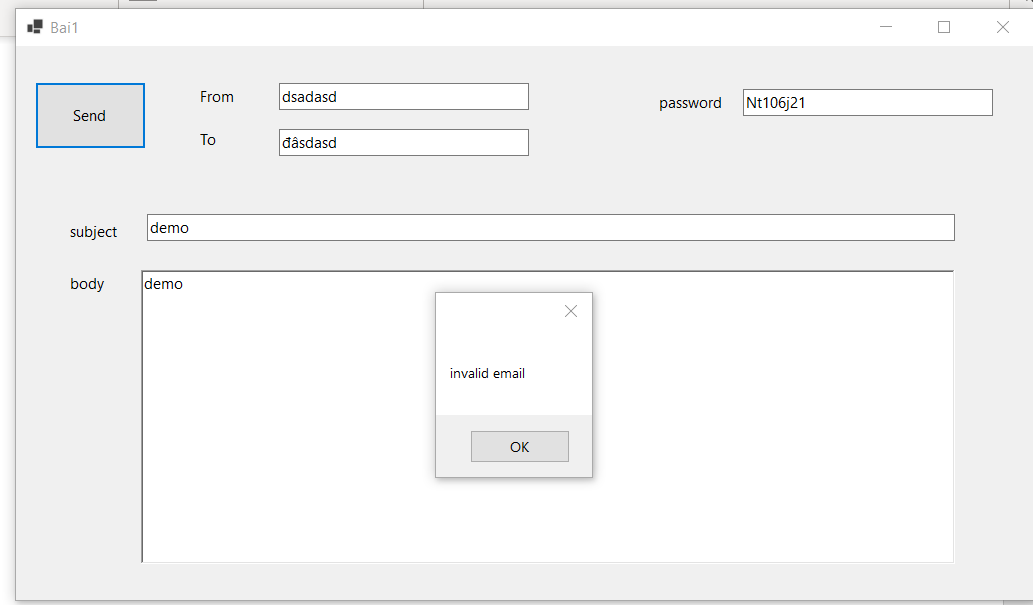 Bai1
Send
From
dsadasd
password
Nt106j21
To
đâsdasd
subject
demo
body
demo
invalid email
OK